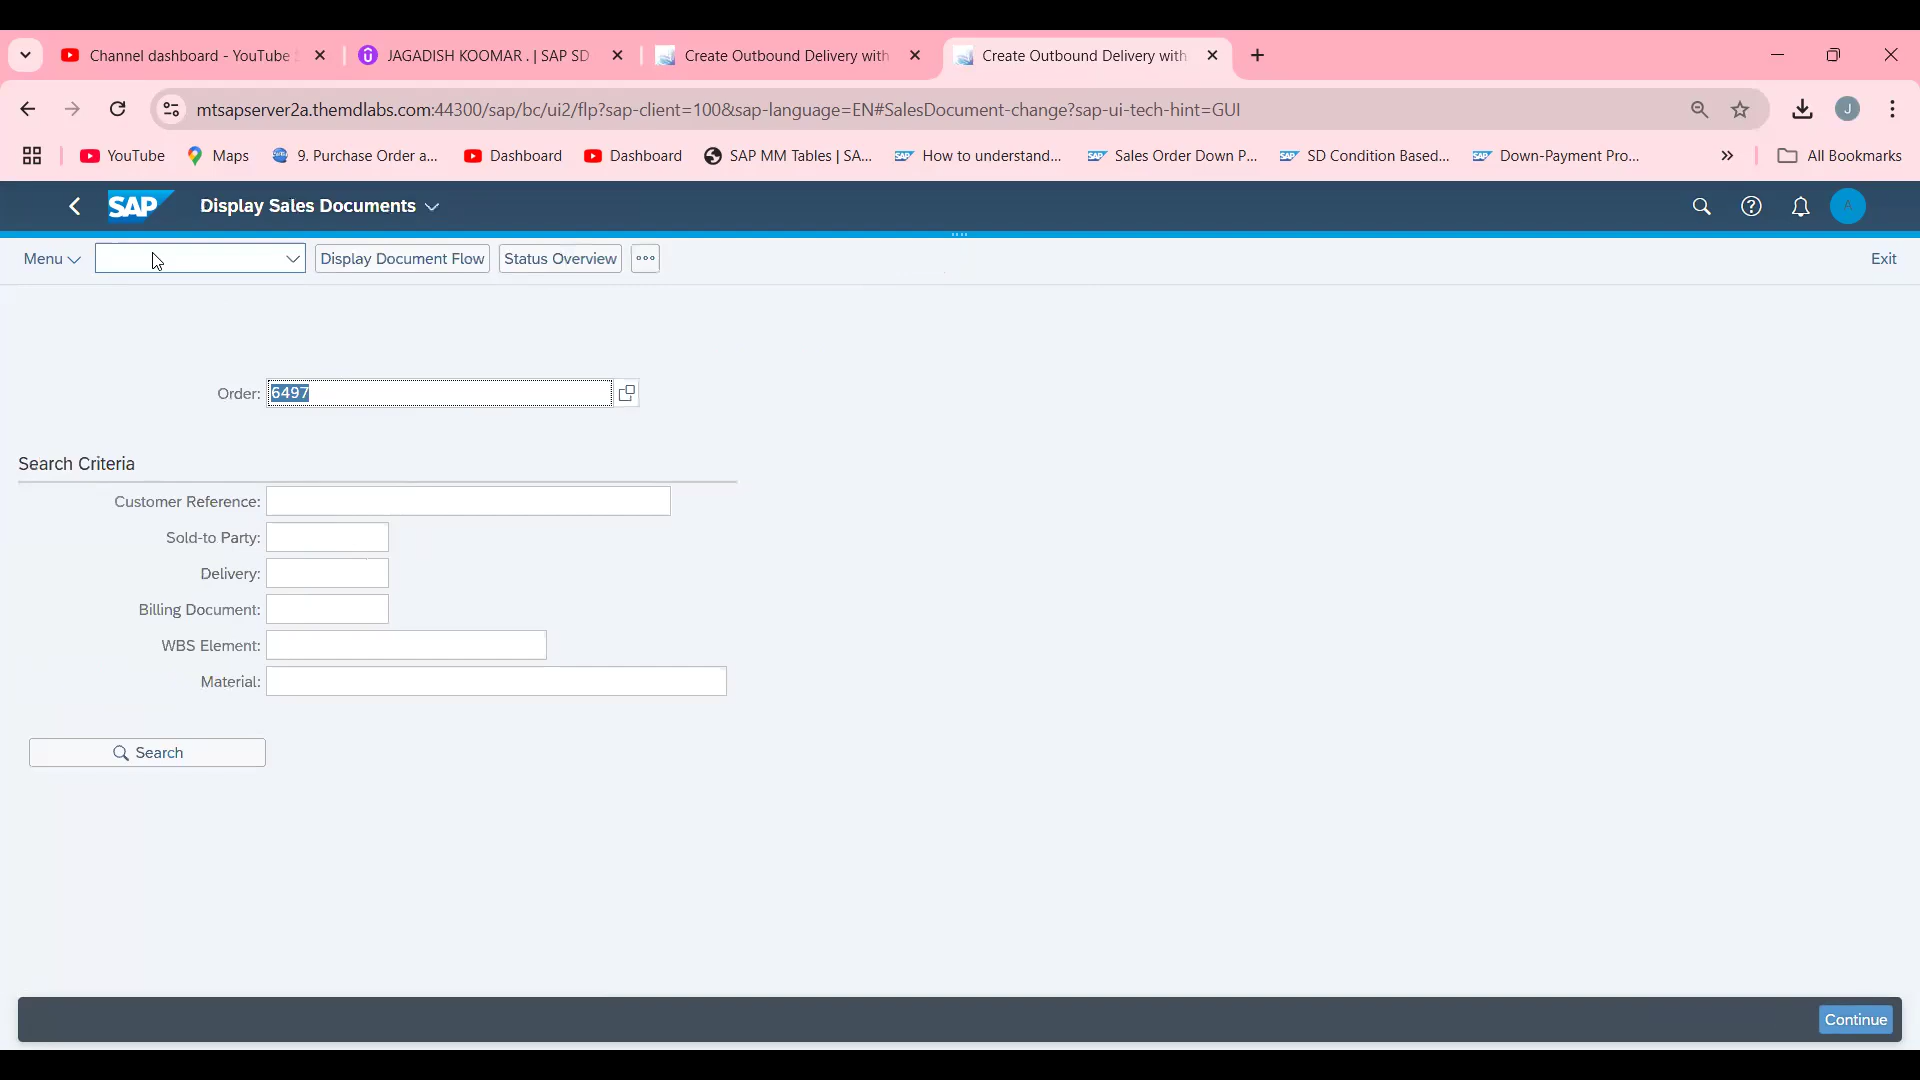 Channel dashboard - YouTube
JAGADISH KOOMAR . | SAP SD
Create Outbound Delivery with
Create Outbound Delivery with
mtsapserver2a.themdlabs.com:44300/sap/bc/ui2/flp?sap-client=100&sap-language=EN#SalesDocument-change?sap-ui-tech-hint=GUI
J
YouTube
Maps
9. Purchase Order a...
Dashboard
Dashboard
SAP MM Tables | SA...
SAP How to understand...
SAP Sales Order Down P...
SAP SD Condition Based...
SAP Down-Payment Pro...
All Bookmarks
SAP
Display Sales Documents
A
Menu
Display Document Flow
Status Overview
Exit
Order: 6497
Search Criteria
Customer Reference:
Sold-to Party:
Delivery:
Billing Document:
WBS Element:
Material:
Search
Continue